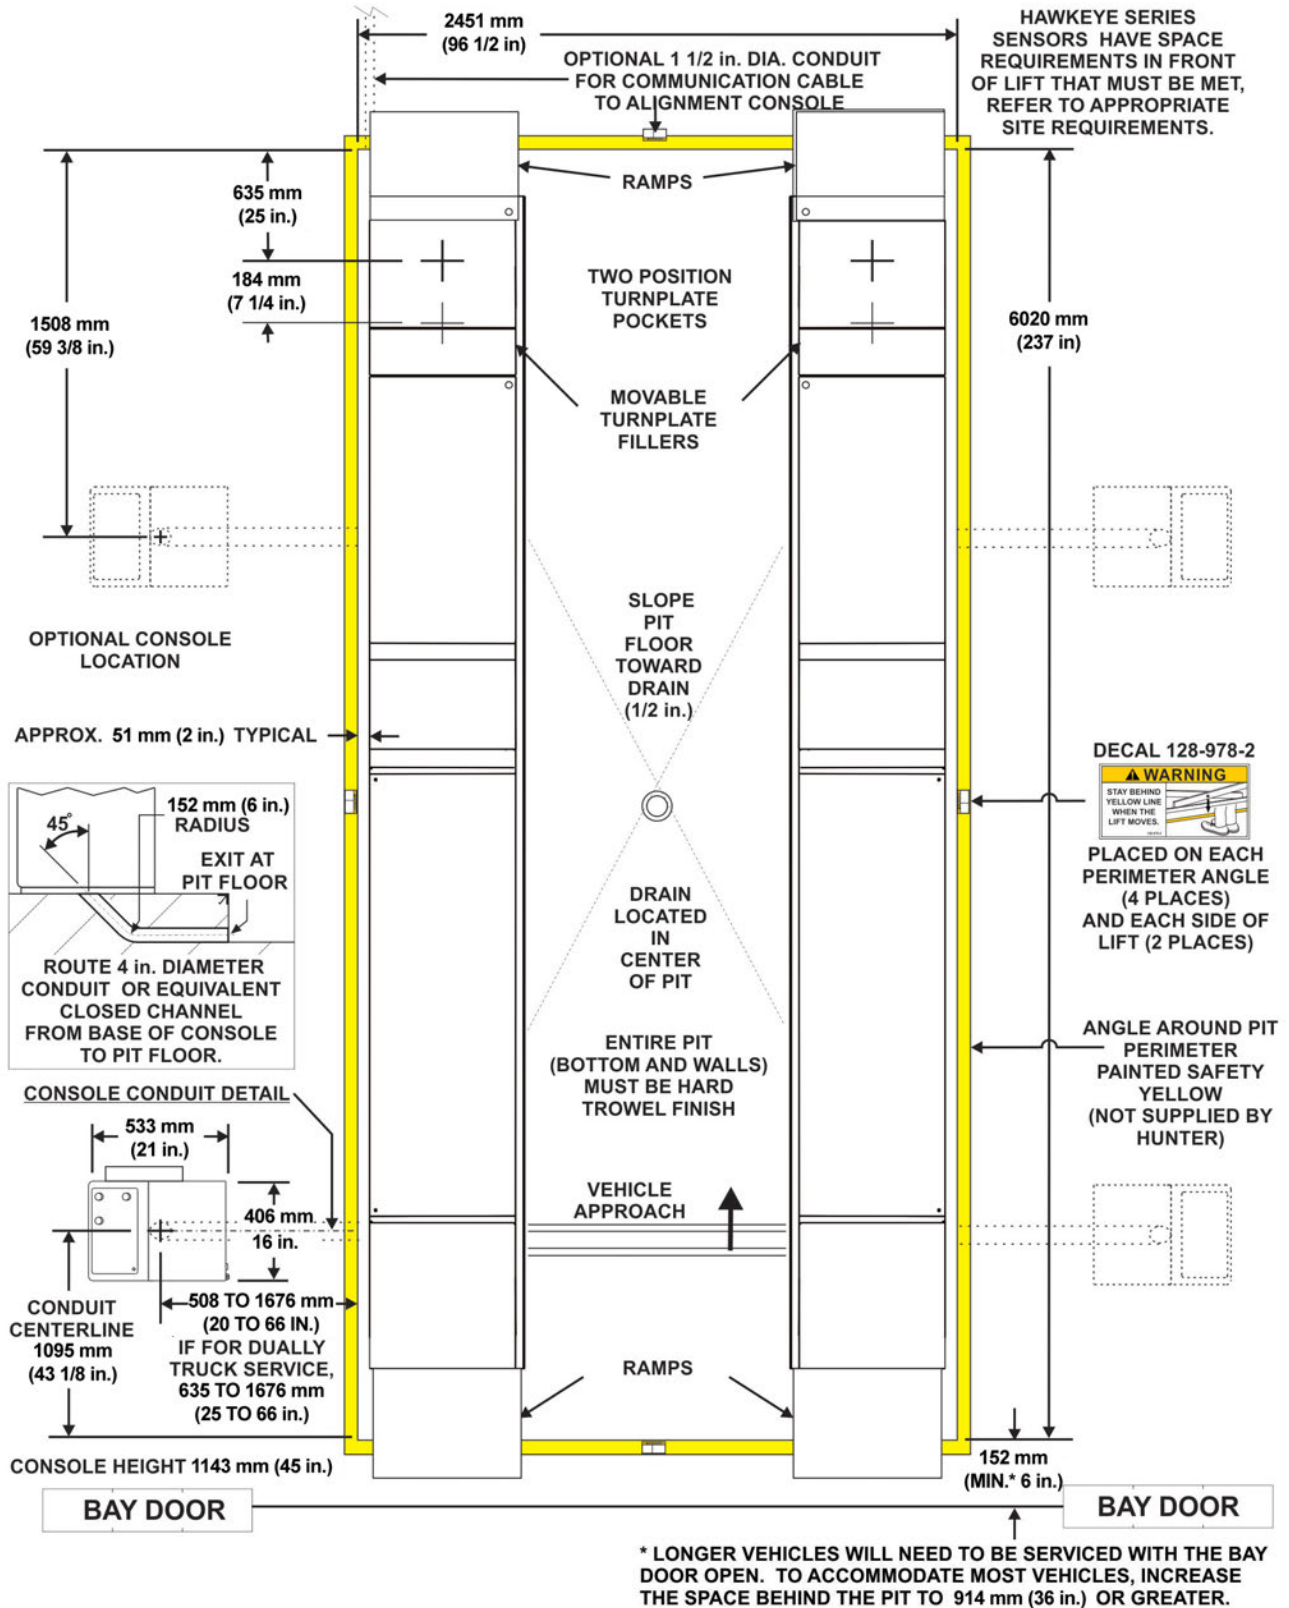 2451 mm
(96 1/2 in)
HAWKEYE SERIES
SENSORS HAVE SPACE
REQUIREMENTS IN FRONT
OF LIFT THAT MUST BE MET,
REFER TO APPROPRIATE
SITE REQUIREMENTS.
OPTIONAL 1 1/2 in. DIA. CONDUIT
FOR COMMUNICATION CABLE
TO ALIGNMENT CONSOLE
RAMPS
635 mm
(25 in.)
184 mm
(7 1/4 in.)
TWO POSITION
TURNPLATE
POCKETS
1508 mm
(59 3/8 in.)
6020 mm
(237 in)
MOVABLE
TURNPLATE
FILLERS
SLOPE
PIT
FLOOR
TOWARD
DRAIN
(1/2 in.)
OPTIONAL CONSOLE
LOCATION
APPROX. 51 mm (2 in.) TYPICAL
DECAL 128-978-2
WARNING
STAY BEHIND
YELLOW LINE
WHEN THE
LIFT MOVES.
PLACED ON EACH
PERIMETER ANGLE
(4 PLACES)
AND EACH SIDE OF
LIFT (2 PLACES)
152 mm (6 in.)
RADIUS
45°
EXIT AT
PIT FLOOR
ROUTE 4 in. DIAMETER
CONDUIT OR EQUIVALENT
CLOSED CHANNEL
FROM BASE OF CONSOLE
TO PIT FLOOR.
DRAIN
LOCATED
IN
CENTER
OF PIT
ENTIRE PIT
(BOTTOM AND WALLS)
MUST BE HARD
TROWEL FINISH
ANGLE AROUND PIT
PERIMETER
PAINTED SAFETY
YELLOW
(NOT SUPPLIED BY
HUNTER)
CONSOLE CONDUIT DETAIL
533 mm
(21 in.)
406 mm
16 in.
VEHICLE
APPROACH
CONDUIT
CENTERLINE
1095 mm
(43 1/8 in.)
508 TO 1676 mm
(20 TO 66 IN.)
IF FOR DUALLY
TRUCK SERVICE,
635 TO 1676 mm
(25 TO 66 in.)
RAMPS
CONSOLE HEIGHT 1143 mm (45 in.)
152 mm
(MIN.* 6 in.)
BAY DOOR
BAY DOOR
* LONGER VEHICLES WILL NEED TO BE SERVICED WITH THE BAY
DOOR OPEN. TO ACCOMMODATE MOST VEHICLES, INCREASE
THE SPACE BEHIND THE PIT TO 914 mm (36 in.) OR GREATER.